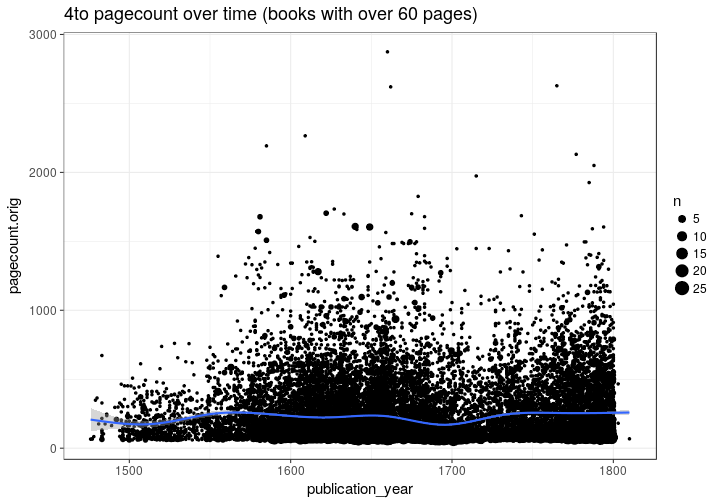 4to pagecount over time (books with over 60 pages)
3000
2000
1000
0
pagecount.orig
1500 1600 1700 1800
publication_year
n
5
10
15
20
25